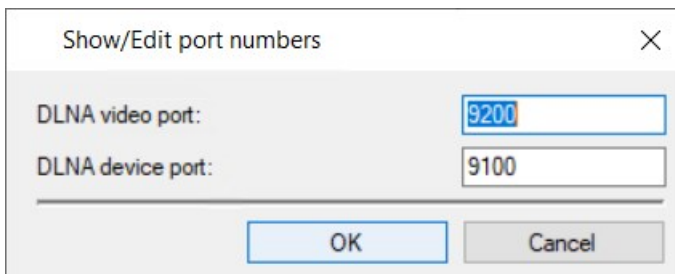 Show/Edit port numbers
DLNA video port: 9200
DLNA device port: 9100
OK Cancel